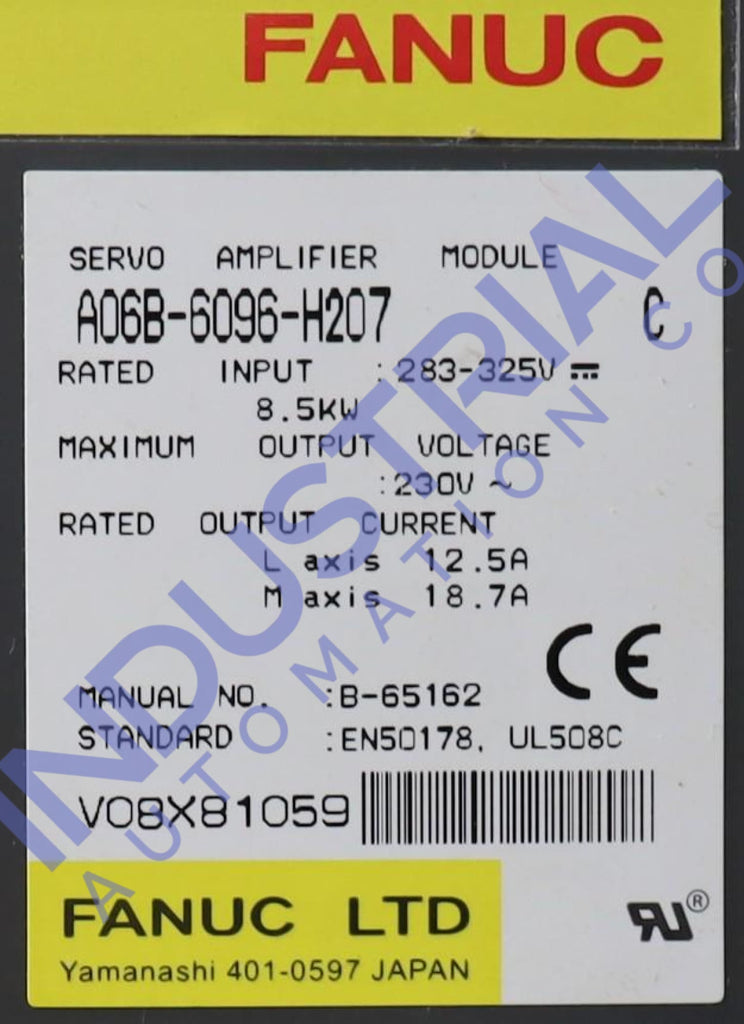 FANUC
SERVO AMPLIFIER MODULE
A06B-6096-H207 C
RATED INPUT : 283-325V ⎓
8.5KW
MAXIMUM OUTPUT VOLTAGE
:230V ~
RATED OUTPUT CURRENT
L axis 12.5A
M axis 18.7A
CE
MANUAL NO. :B-65162
STANDARD :EN50178, UL508C
V08X81059
FANUC LTD
Yamanashi 401-0597 JAPAN
RU®
INDUSTRIAL
AUTOMATION CO